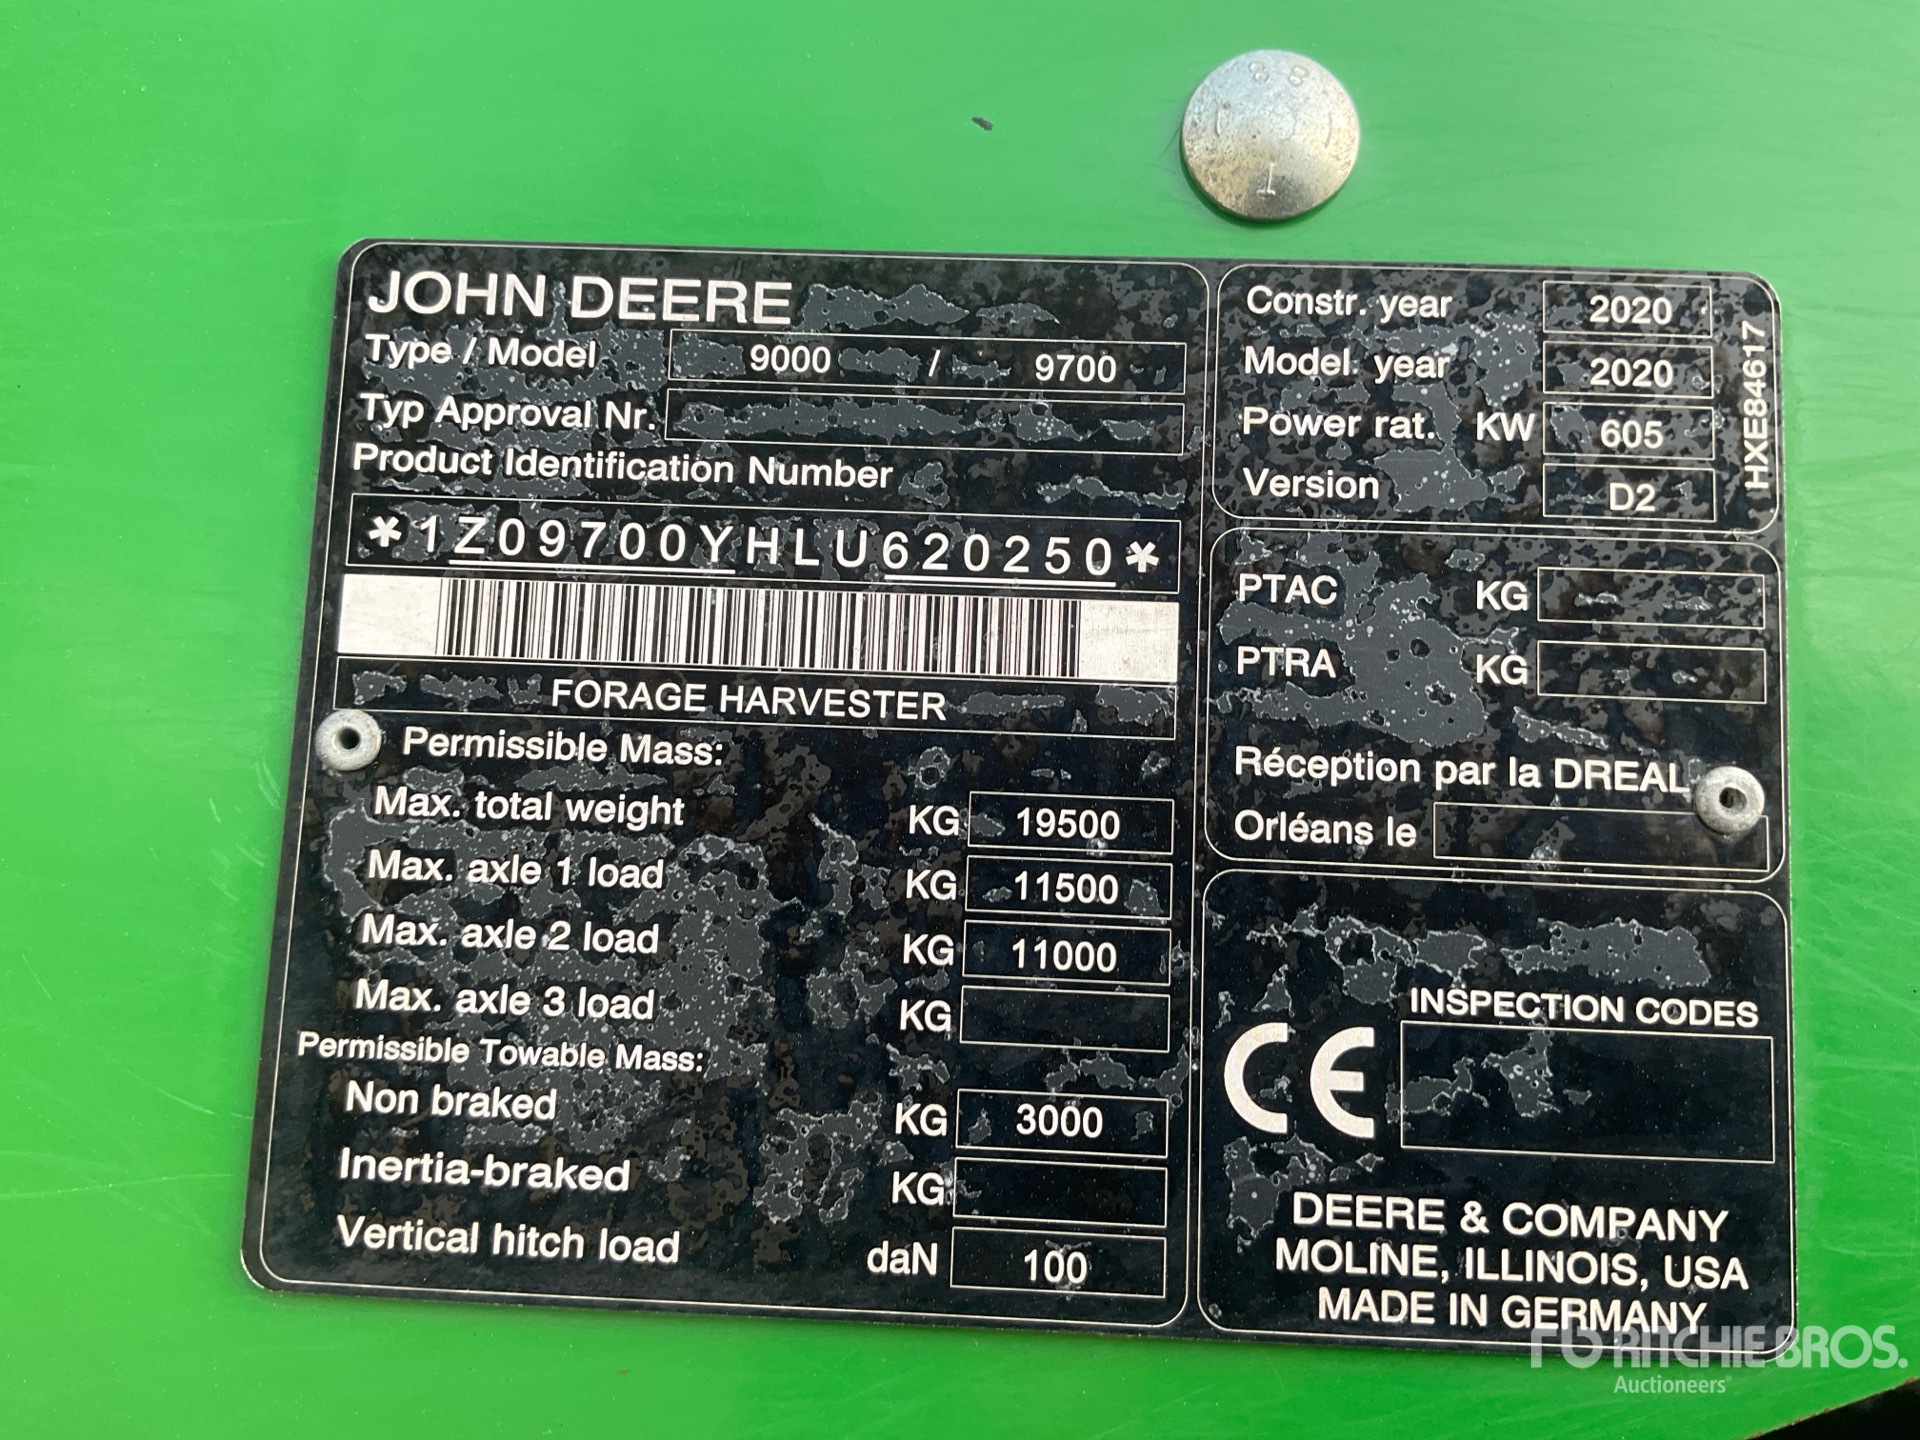 JOHN DEERE
Type / Model 9000 / 9700
Typ Approval Nr.
Product Identification Number
*1Z09700YHLU620250*
FORAGE HARVESTER
Permissible Mass:
Max. total weight KG 19500
Max. axle 1 load KG 11500
Max. axle 2 load KG 11000
Max. axle 3 load KG
Permissible Towable Mass:
Non braked KG 3000
Inertia-braked KG
Vertical hitch load daN 100
Constr. year 2020
Model year 2020
Power rat. KW 605
Version D2
HXE84617
PTAC KG
PTRA KG
Réception par la DREAL
Orléans le
INSPECTION CODES
CE
DEERE & COMPANY
MOLINE, ILLINOIS, USA
MADE IN GERMANY
RITCHIE BROS.
Auctioneers